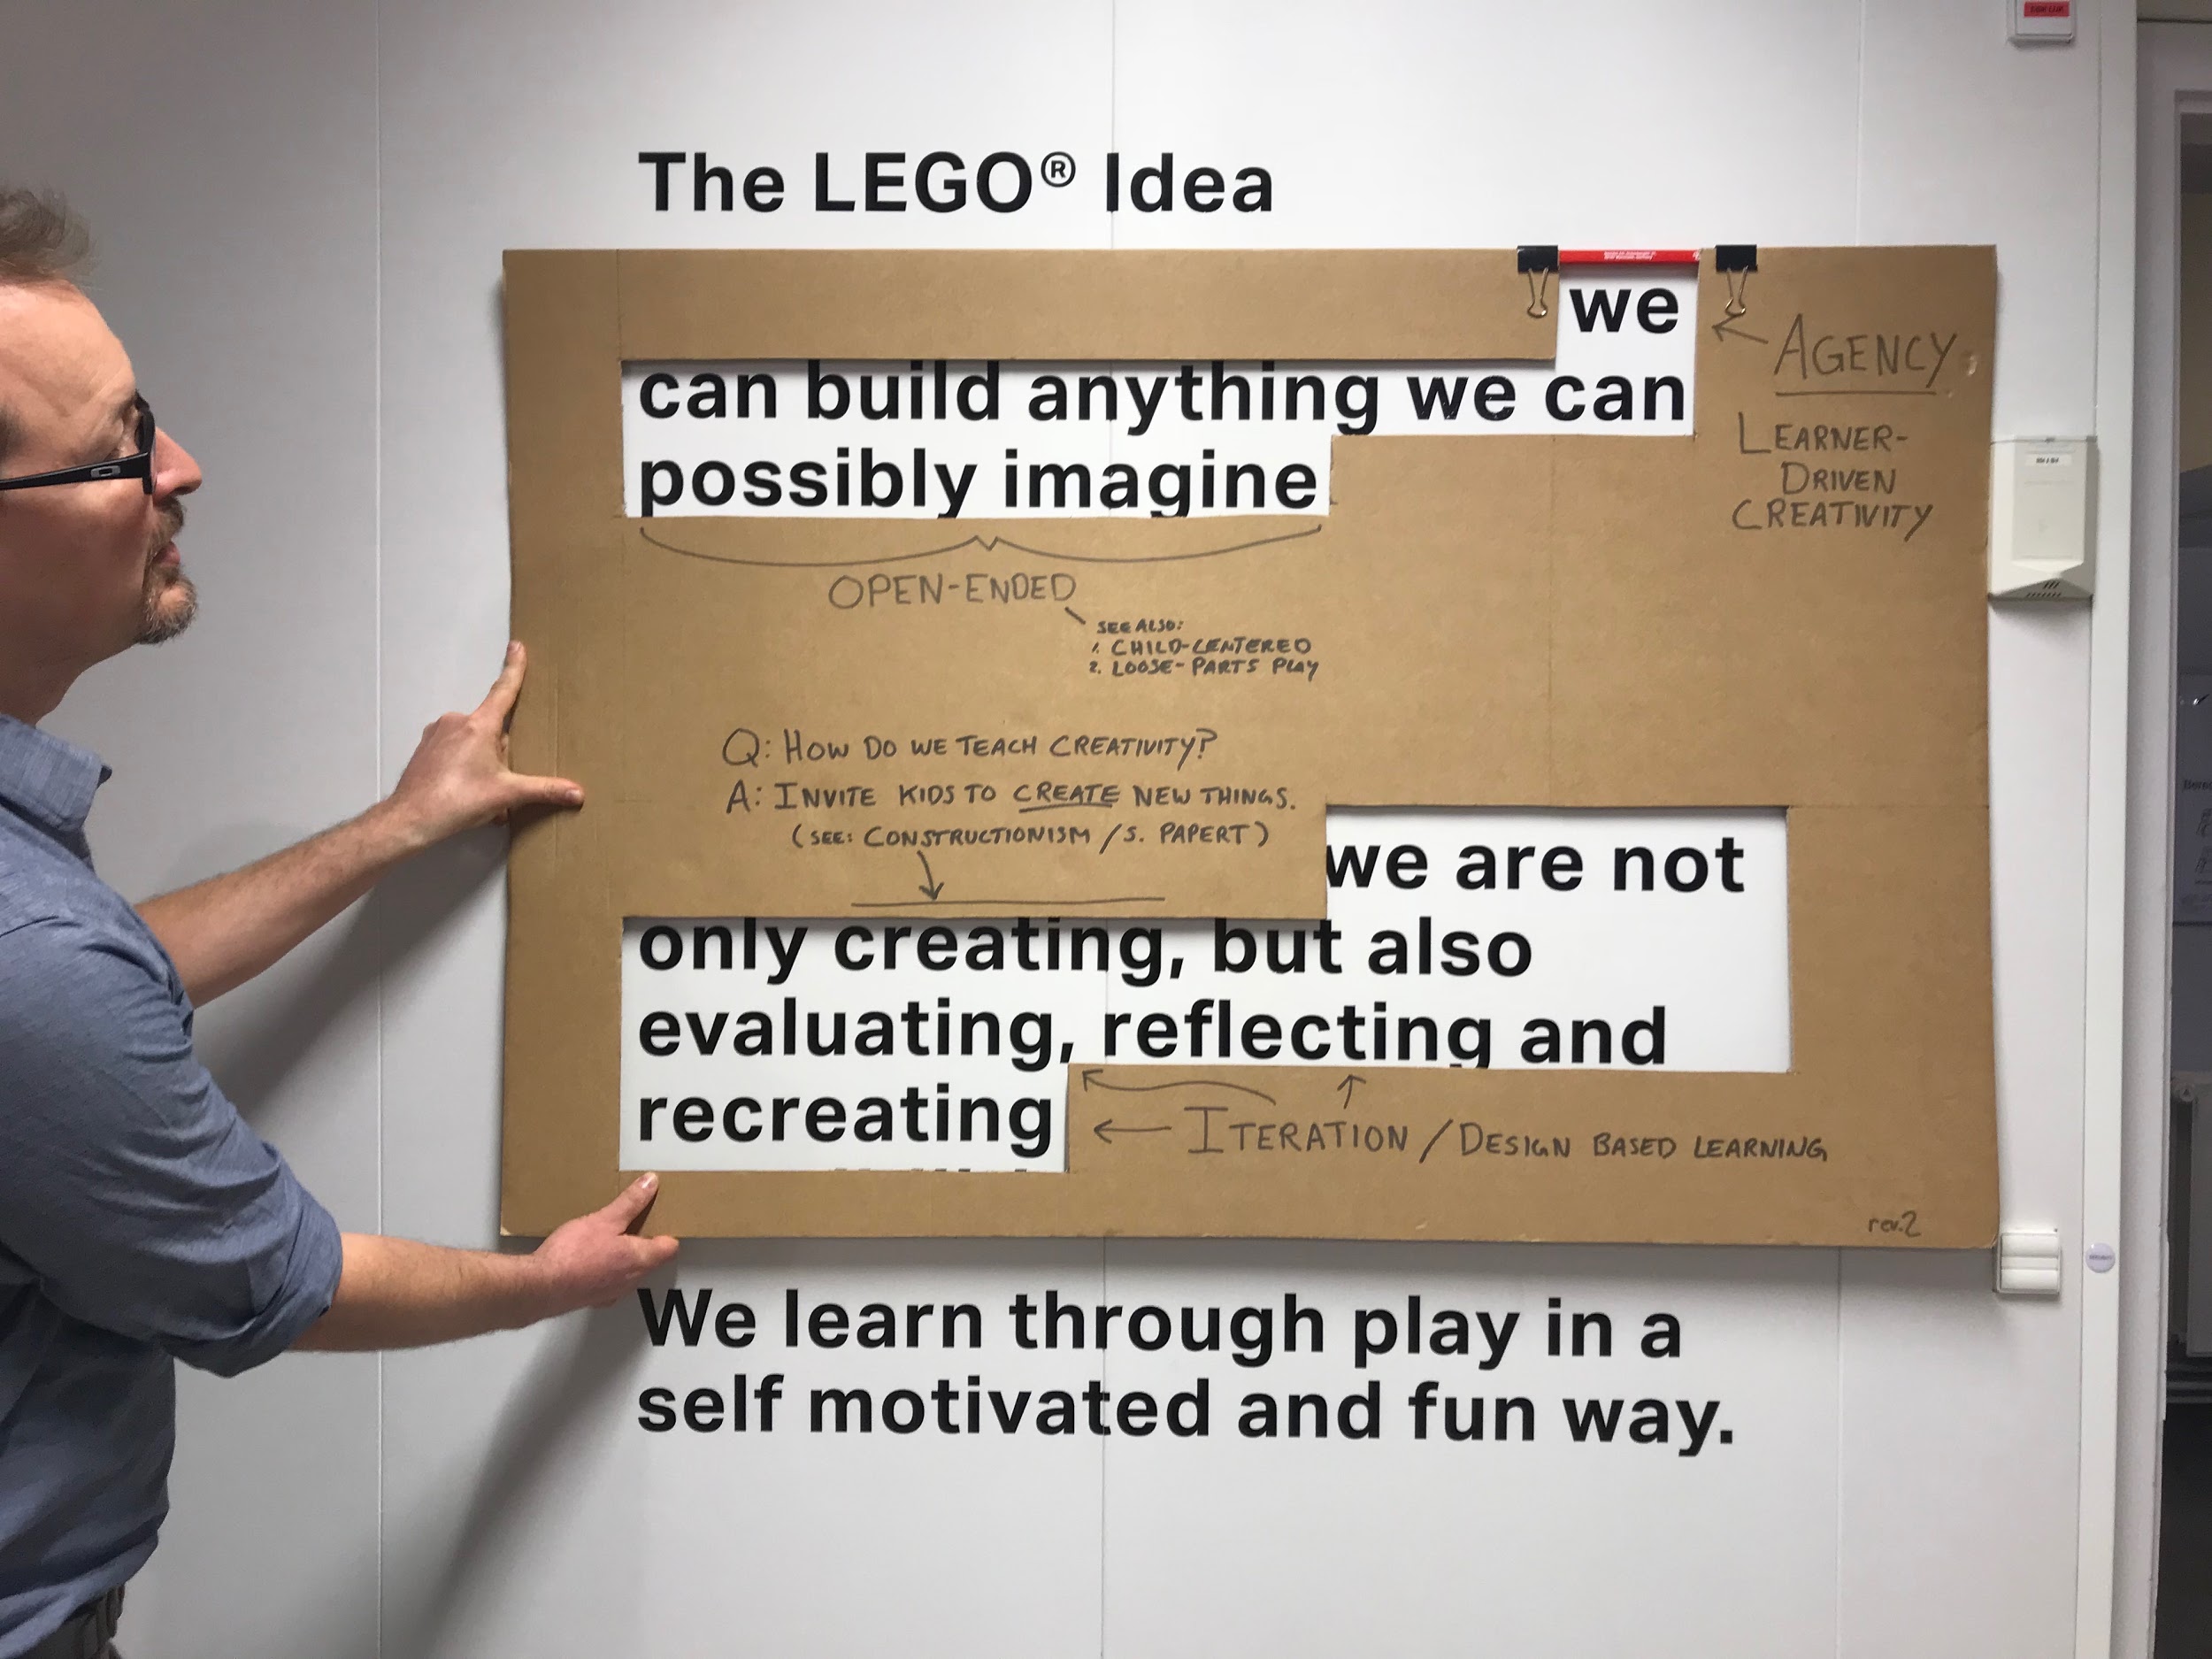 The LEGO® Idea
we
can build anything we can
possibly imagine
AGENCY
LEARNER-
DRIVEN
CREATIVITY
OPEN-ENDED
SEE ALSO:
1. CHILD-CENTERED
2. LOOSE-PARTS PLAY
Q: HOW DO WE TEACH CREATIVITY?
A: INVITE KIDS TO CREATE NEW THINGS.
(SEE: CONSTRUCTIONISM / S. PAPERT)
we are not
only creating, but also
evaluating, reflecting and
recreating
ITERATION / DESIGN BASED LEARNING
rev.2
We learn through play in a
self motivated and fun way.